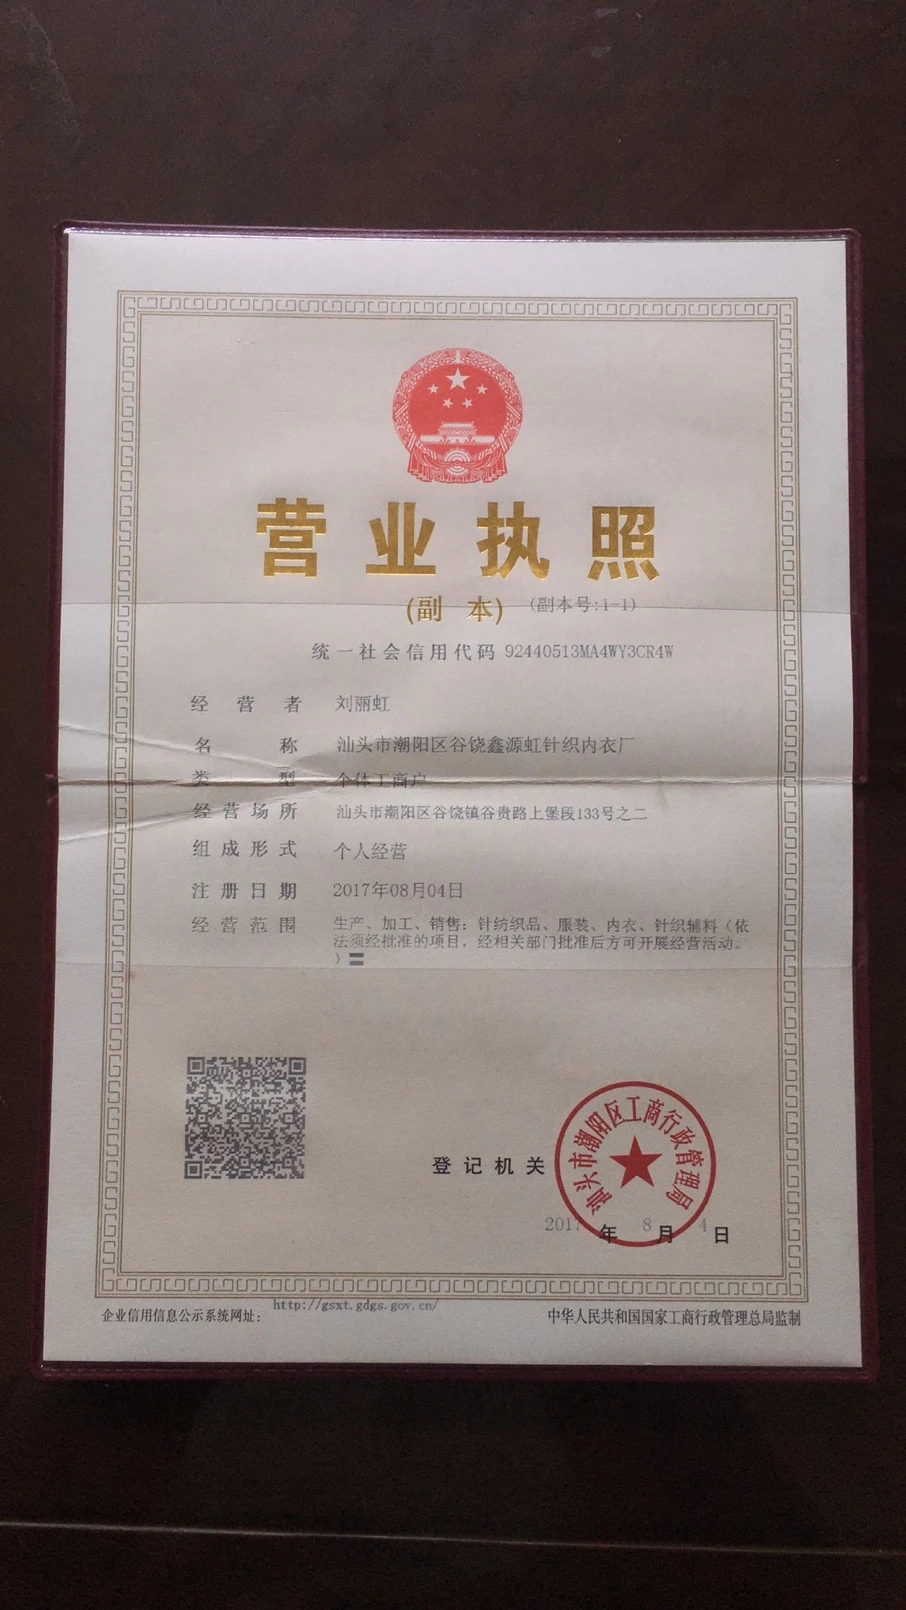 营业执照
(副 本) (副本号:1-1)
统一社会信用代码 92440513MA4WY3CR4W
经营者 刘丽虹
名称 汕头市潮阳区谷饶鑫源虹针织内衣厂
类型 个体工商户
经营场所 汕头市潮阳区谷饶镇谷贵路上堡段133号之二
组成形式 个人经营
注册日期 2017年08月04日
经营范围 生产、加工、销售：针纺织品、服装、内衣、针织辅料（依
法须经批准的项目，经相关部门批准后方可开展经营活动。
）〓
汕头市潮阳区工商行政管理局
登记机关
2017年 8月 4日
企业信用信息公示系统网址： http://gsxt.gdgs.gov.cn/
中华人民共和国国家工商行政管理总局监制